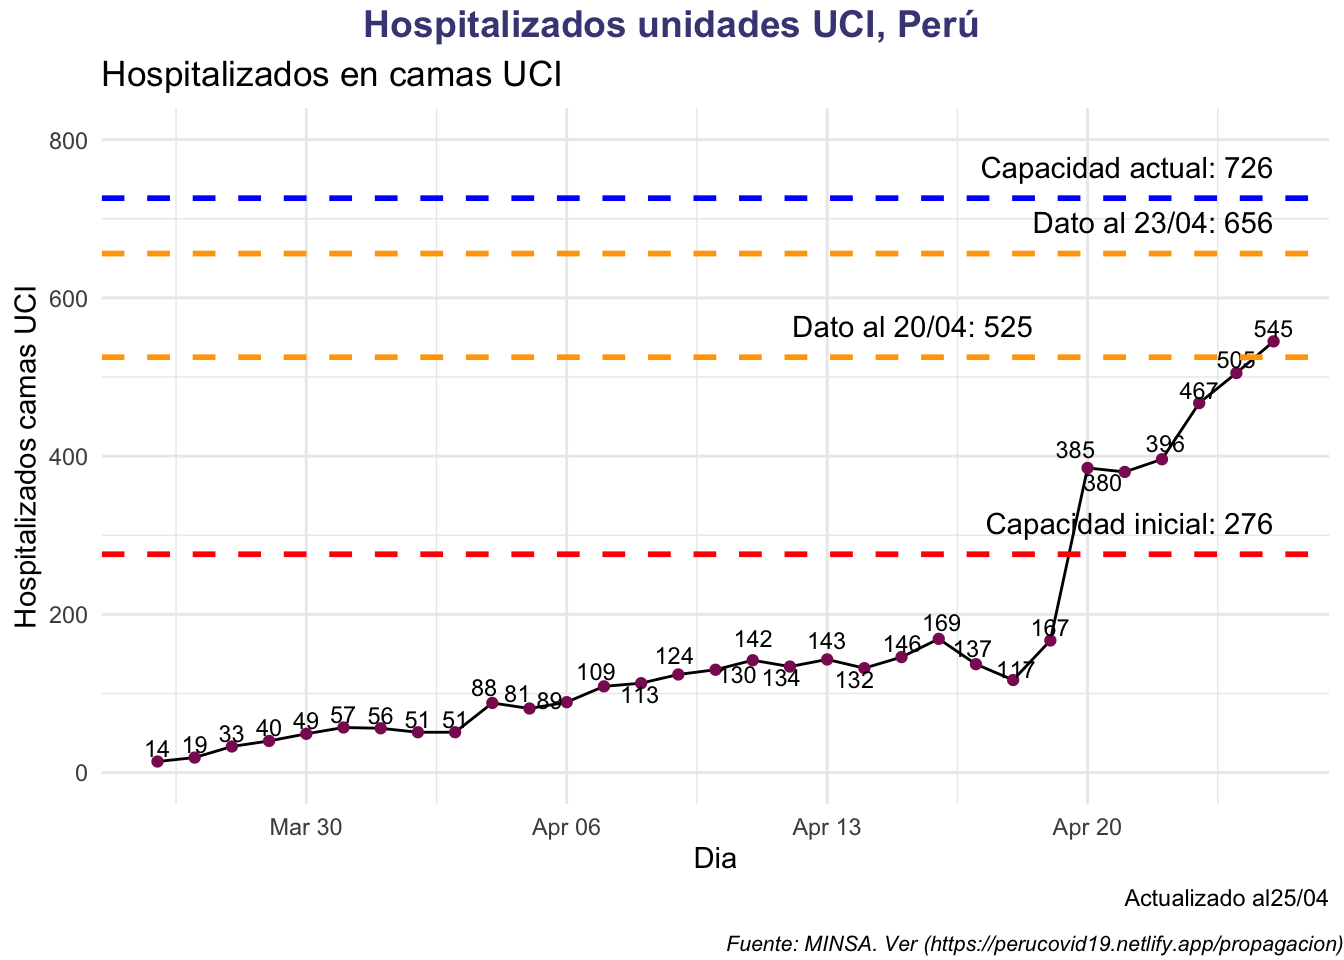 Hospitalizados unidades UCI, Perú
Hospitalizados en camas UCI
Hospitalizados camas UCI
800
600
400
200
0
Capacidad actual: 726
Dato al 23/04: 656
Dato al 20/04: 525
Capacidad inicial: 276
14
19
33
40
49
57
56
51
51
88
81
89
109
113
124
130
142
134
143
132
146
169
137
117
167
385
380
396
467
505
545
Mar 30
Apr 06
Apr 13
Apr 20
Dia
Actualizado al25/04
Fuente: MINSA. Ver (https://perucovid19.netlify.app/propagacion)